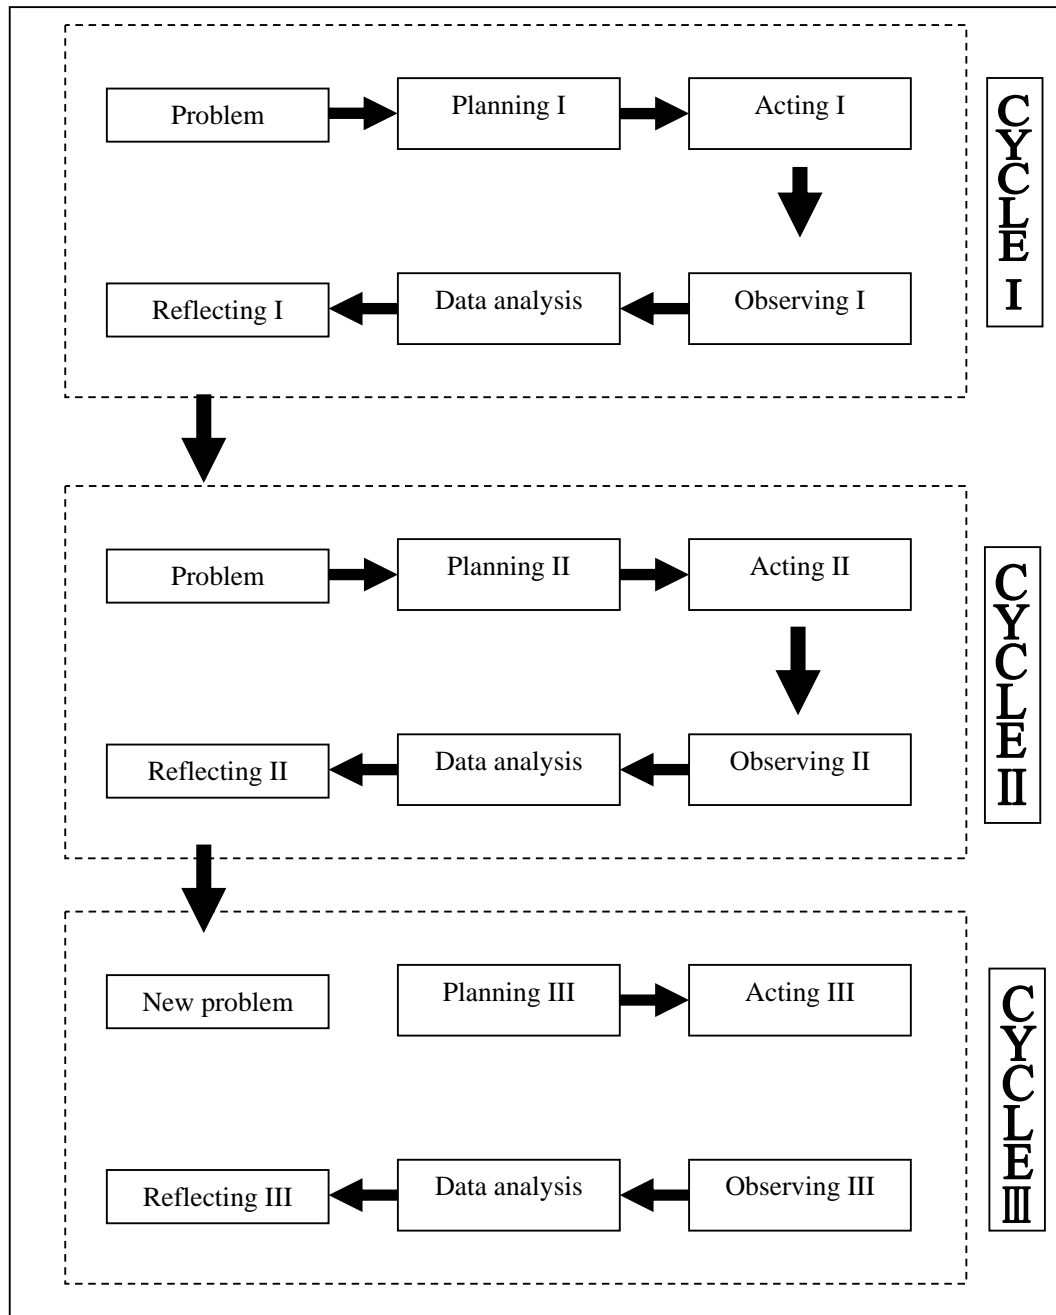 Problem
Planning I
Acting I
Reflecting I
Data analysis
Observing I
CYCLE I
Problem
Planning II
Acting II
Reflecting II
Data analysis
Observing II
CYCLE II
New problem
Planning III
Acting III
Reflecting III
Data analysis
Observing III
CYCLE III